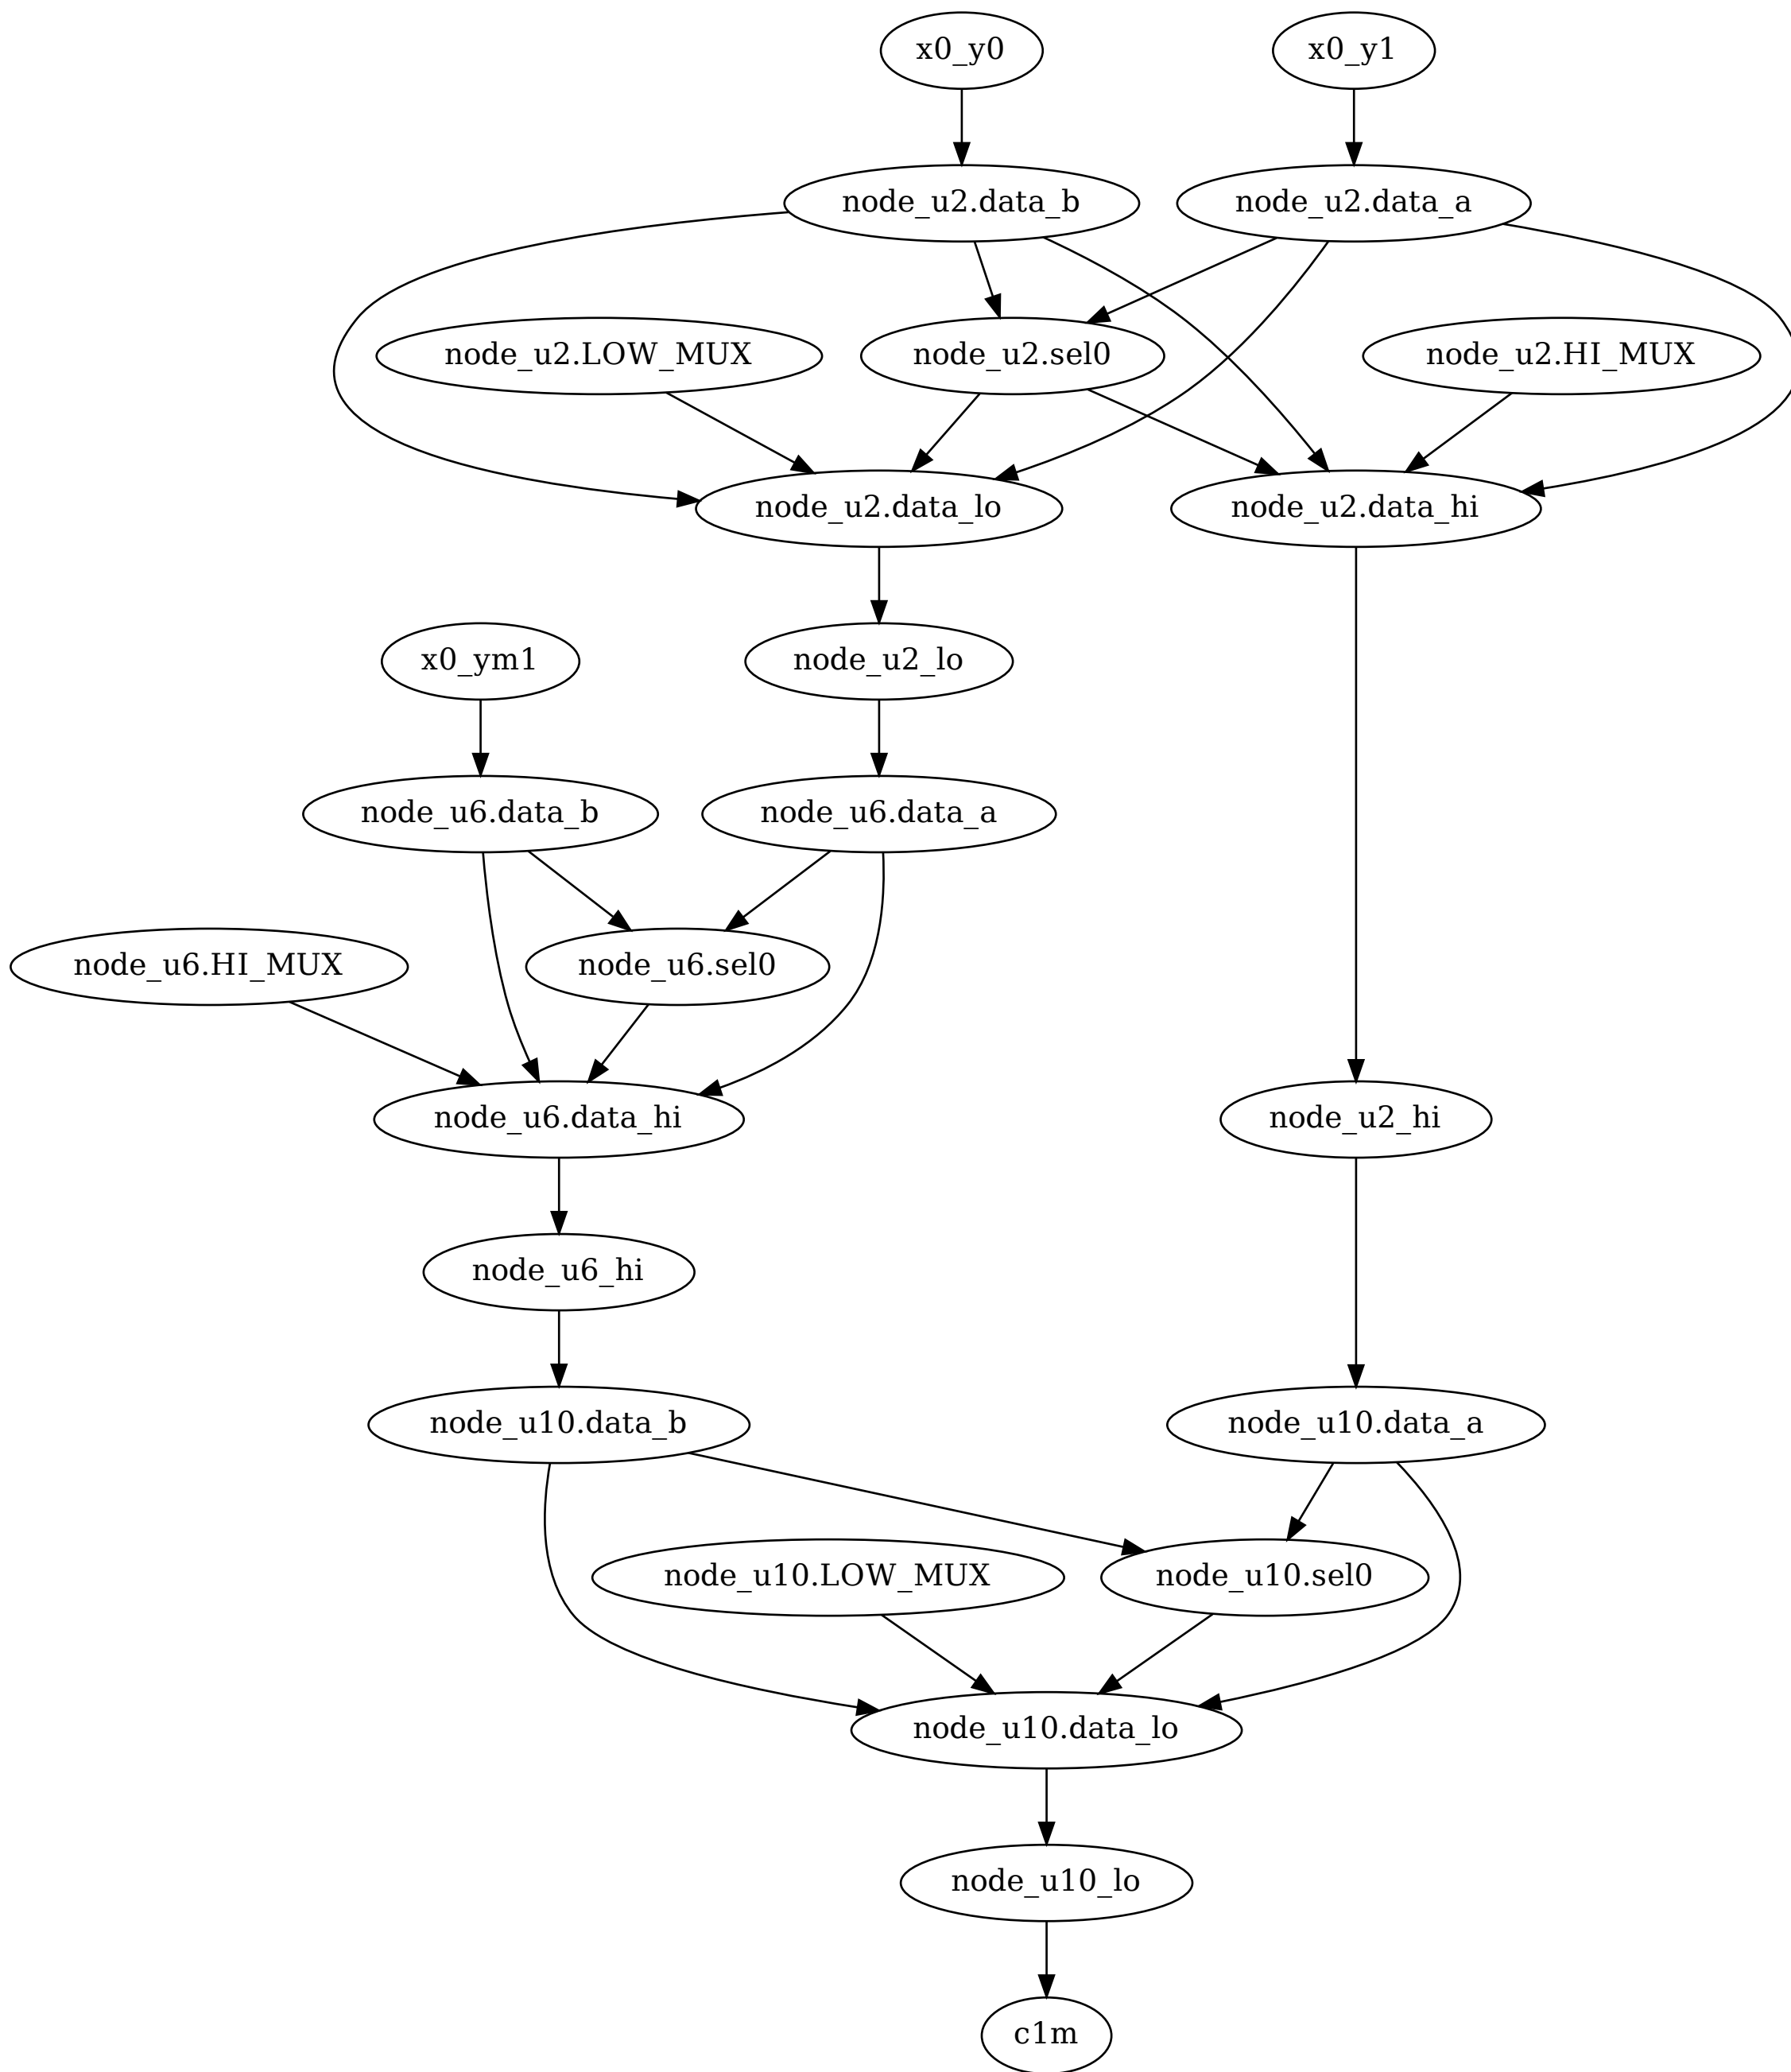 x0_y0
x0_y1
node_u2.data_b
node_u2.data_a
node_u2.LOW_MUX
node_u2.sel0
node_u2.HI_MUX
node_u2.data_lo
node_u2.data_hi
x0_ym1
node_u2_lo
node_u6.data_b
node_u6.data_a
node_u6.HI_MUX
node_u6.sel0
node_u6.data_hi
node_u2_hi
node_u6_hi
node_u10.data_b
node_u10.data_a
node_u10.LOW_MUX
node_u10.sel0
node_u10.data_lo
node_u10_lo
c1m